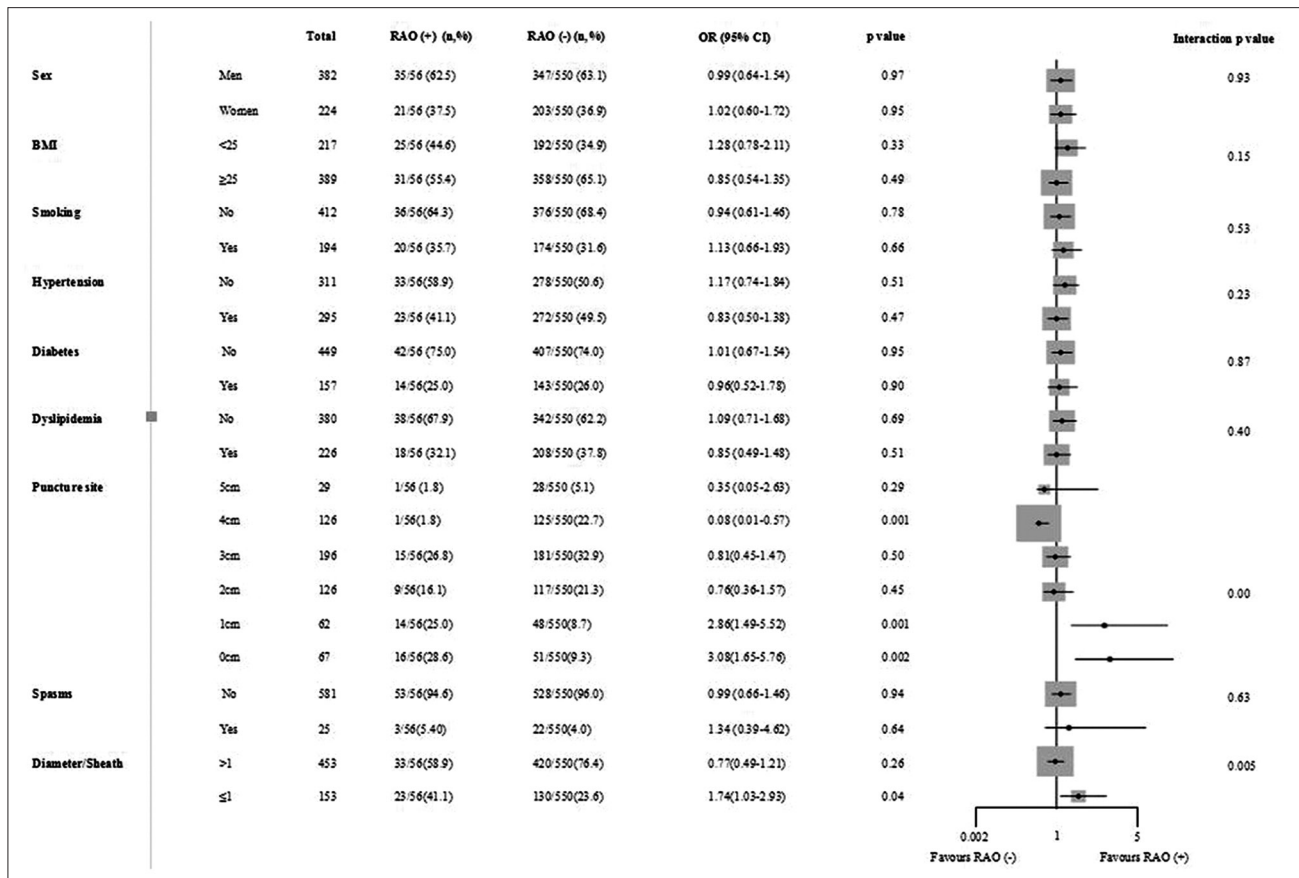 Total RAO (+) (n,%) RAO (-) (n,%) OR (95% CI) p value Interaction p value
Sex Men 382 35/56 (62.5) 347/550 (63.1) 0.99 (0.64-1.54) 0.97 0.93
Women 224 21/56 (37.5) 203/550 (36.9) 1.02 (0.60-1.72) 0.95
BMI <25 217 25/56 (44.6) 192/550 (34.9) 1.28 (0.78-2.11) 0.33 0.15
≥25 389 31/56 (55.4) 358/550 (65.1) 0.85 (0.54-1.35) 0.49
Smoking No 412 36/56(64.3) 376/550 (68.4) 0.94 (0.61-1.46) 0.78 0.53
Yes 194 20/56 (35.7) 174/550 (31.6) 1.13 (0.66-1.93) 0.66
Hypertension No 311 33/56(58.9) 278/550(50.6) 1.17 (0.74-1.84) 0.51 0.23
Yes 295 23/56 (41.1) 272/550 (49.5) 0.83 (0.50-1.38) 0.47
Diabetes No 449 42/56 (75.0) 407/550(74.0) 1.01 (0.67-1.54) 0.95 0.87
Yes 157 14/56(25.0) 143/550(26.0) 0.96(0.52-1.78) 0.90
Dyslipidemia No 380 38/56(67.9) 342/550 (62.2) 1.09 (0.71-1.68) 0.69 0.40
Yes 226 18/56 (32.1) 208/550 (37.8) 0.85 (0.49-1.48) 0.51
Puncture site 5cm 29 1/56 (1.8) 28/550 (5.1) 0.35 (0.05-2.63) 0.29
4cm 126 1/56(1.8) 125/550(22.7) 0.08 (0.01-0.57) 0.001
3cm 196 15/56(26.8) 181/550(32.9) 0.81(0.45-1.47) 0.50
2cm 126 9/56(16.1) 117/550(21.3) 0.76(0.36-1.57) 0.45 0.00
1cm 62 14/56(25.0) 48/550(8.7) 2.86(1.49-5.52) 0.001
0cm 67 16/56(28.6) 51/550(9.3) 3.08(1.65-5.76) 0.002
Spasms No 581 53/56(94.6) 528/550(96.0) 0.99 (0.66-1.46) 0.94 0.63
Yes 25 3/56(5.40) 22/550(4.0) 1.34 (0.39-4.62) 0.64
Diameter/Sheath >1 453 33/56(58.9) 420/550(76.4) 0.77(0.49-1.21) 0.26 0.005
≤1 153 23/56(41.1) 130/550(23.6) 1.74(1.03-2.93) 0.04
0.002 1 5
Favours RAO (-) Favours RAO (+)